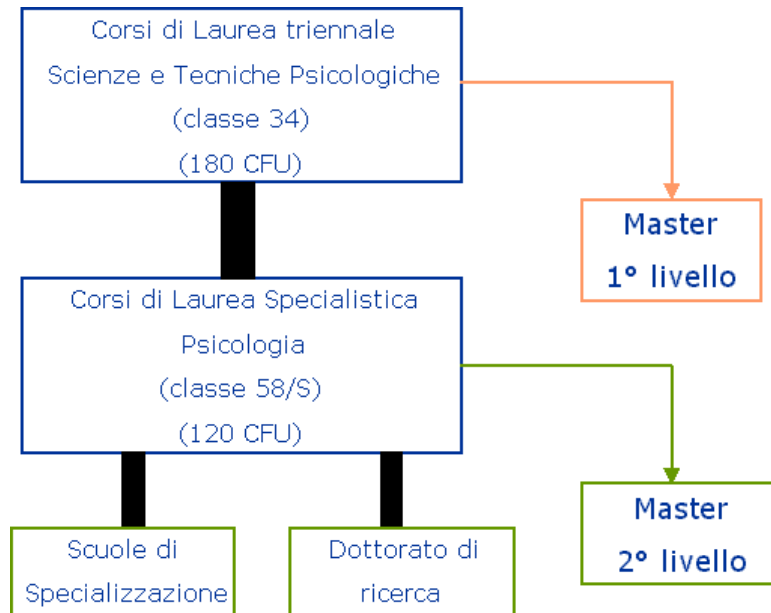 Corsi di Laurea triennale
Scienze e Tecniche Psicologiche
(classe 34)
(180 CFU)
Master
1° livello
Corsi di Laurea Specialistica
Psicologia
(classe 58/S)
(120 CFU)
Master
2° livello
Scuole di
Specializzazione
Dottorato di
ricerca